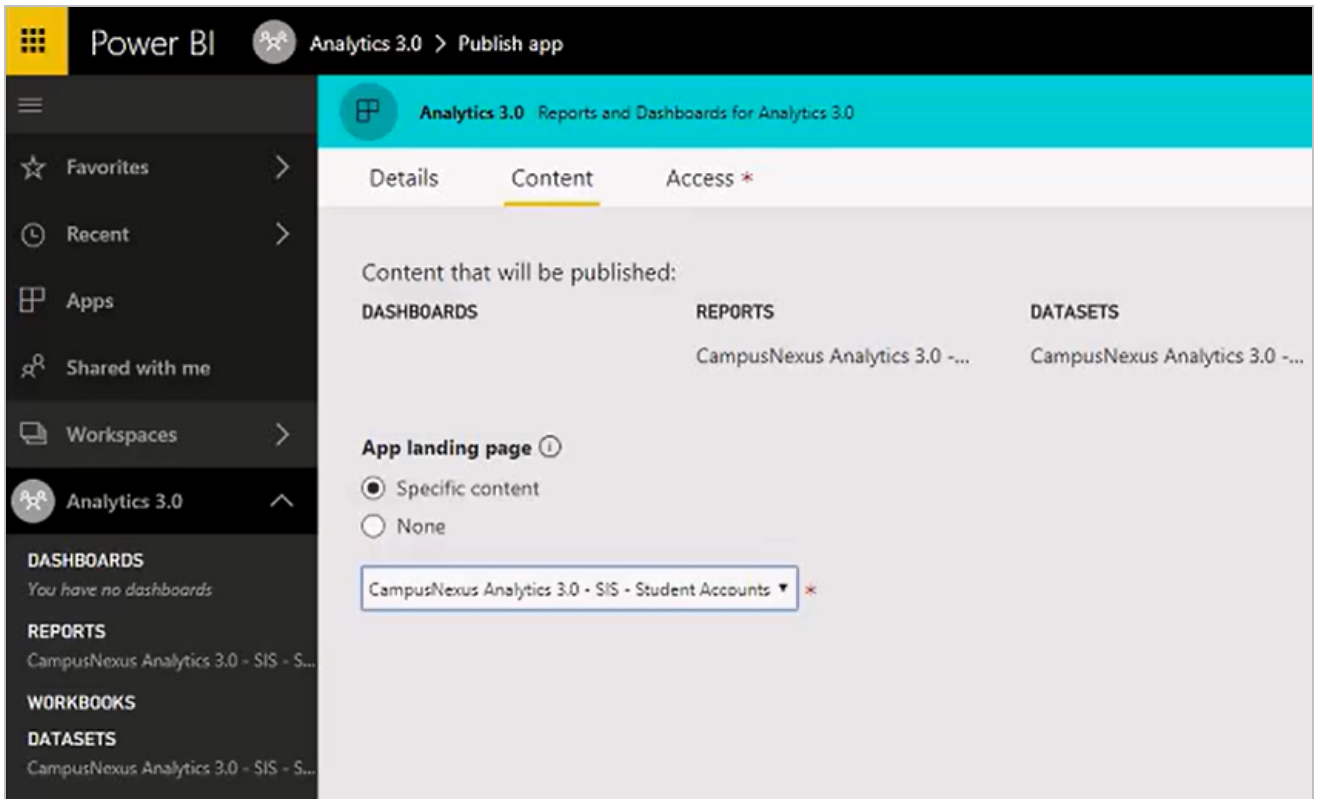 Power BI
Analytics 3.0 > Publish app
Analytics 3.0 Reports and Dashboards for Analytics 3.0
Favorites
Recent
Apps
Shared with me
Workspaces
Analytics 3.0
DASHBOARDS
You have no dashboards
REPORTS
CampusNexus Analytics 3.0 - SIS - S...
WORKBOOKS
DATASETS
CampusNexus Analytics 3.0 - SIS - S...
Details Content Access *
Content that will be published:
DASHBOARDS REPORTS DATASETS
CampusNexus Analytics 3.0 -... CampusNexus Analytics 3.0 -...
App landing page
Specific content
None
CampusNexus Analytics 3.0 - SIS - Student Accounts *